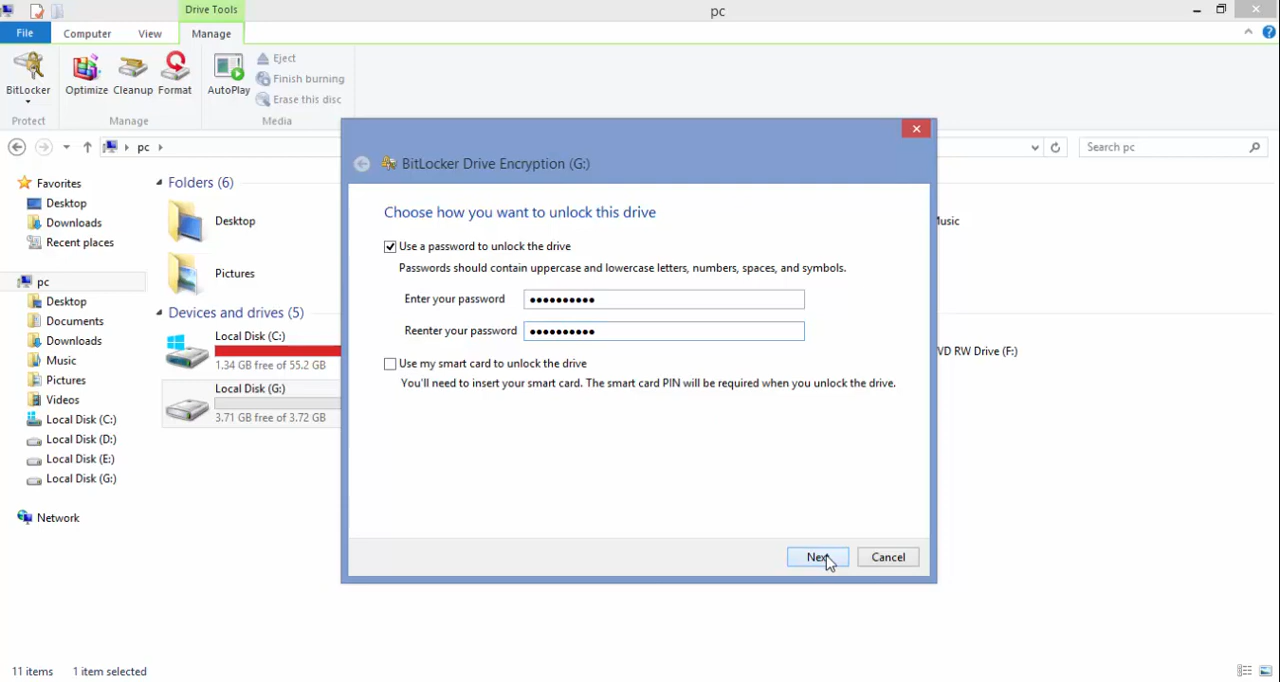 Drive Tools
pc
File
Computer
View
Manage
BitLocker
Optimize
Cleanup
Format
AutoPlay
Eject
Finish burning
Erase this disc
Protect
Manage
Media
pc
Search pc
Favorites
Desktop
Downloads
Recent places
pc
Desktop
Documents
Downloads
Music
Pictures
Videos
Local Disk (C:)
Local Disk (D:)
Local Disk (E:)
Local Disk (G:)
Network
Folders (6)
Desktop
Pictures
Devices and drives (5)
Local Disk (C:)
1.34 GB free of 55.2 GB
Local Disk (G:)
3.71 GB free of 3.72 GB
BitLocker Drive Encryption (G:)
Choose how you want to unlock this drive
Use a password to unlock the drive
Passwords should contain uppercase and lowercase letters, numbers, spaces, and symbols.
Enter your password
Reenter your password
Use my smart card to unlock the drive
You'll need to insert your smart card. The smart card PIN will be required when you unlock the drive.
Next
Cancel
RW Drive (F:)
11 items
1 item selected